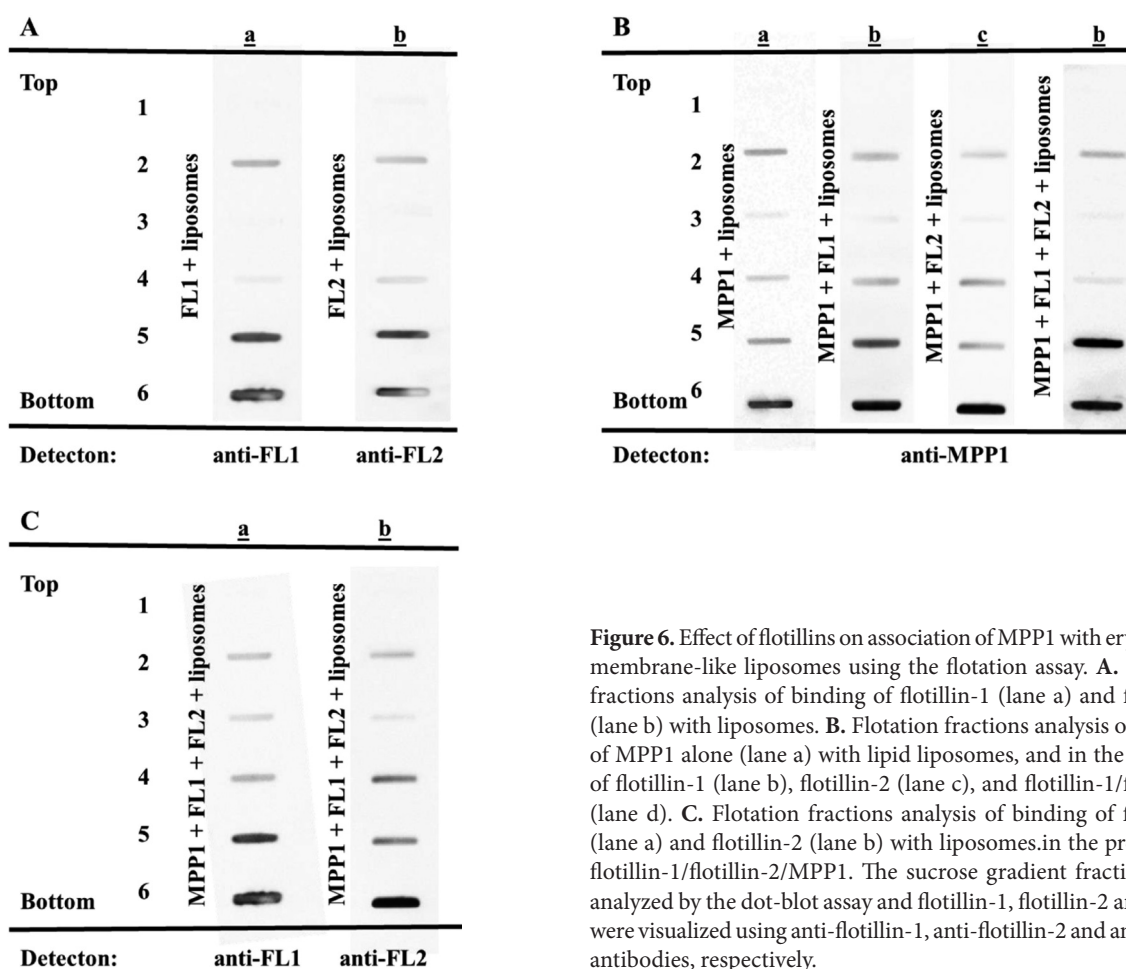 A
a b
Top
1
2
3
4
5
Bottom 6
FL1 + liposomes
FL2 + liposomes
Detecton: anti-FL1 anti-FL2
B
a b c b
Top
1
2
3
4
5
Bottom 6
MPP1 + liposomes
MPP1 + FL1 + liposomes
MPP1 + FL2 + liposomes
MPP1 + FL1 + FL2 + liposomes
Detecton: anti-MPP1
C
a b
Top
1
2
3
4
5
Bottom 6
MPP1 + FL1 + FL2 + liposomes
MPP1 + FL1 + FL2 + liposomes
Detecton: anti-FL1 anti-FL2
Figure 6. Effect of flotillins on association of MPP1 with
membrane-like liposomes using the flotation assay. A.
fractions analysis of binding of flotillin-1 (lane a) and
(lane b) with liposomes. B. Flotation fractions analysis
of MPP1 alone (lane a) with lipid liposomes, and in the
of flotillin-1 (lane b), flotillin-2 (lane c), and
(lane d). C. Flotation fractions analysis of binding of
(lane a) and flotillin-2 (lane b) with liposomes.in the
flotillin-1/flotillin-2/MPP1. The sucrose gradient
analyzed by the dot-blot assay and flotillin-1, flotillin-2
were visualized using anti-flotillin-1, anti-flotillin-2 and
antibodies, respectively.